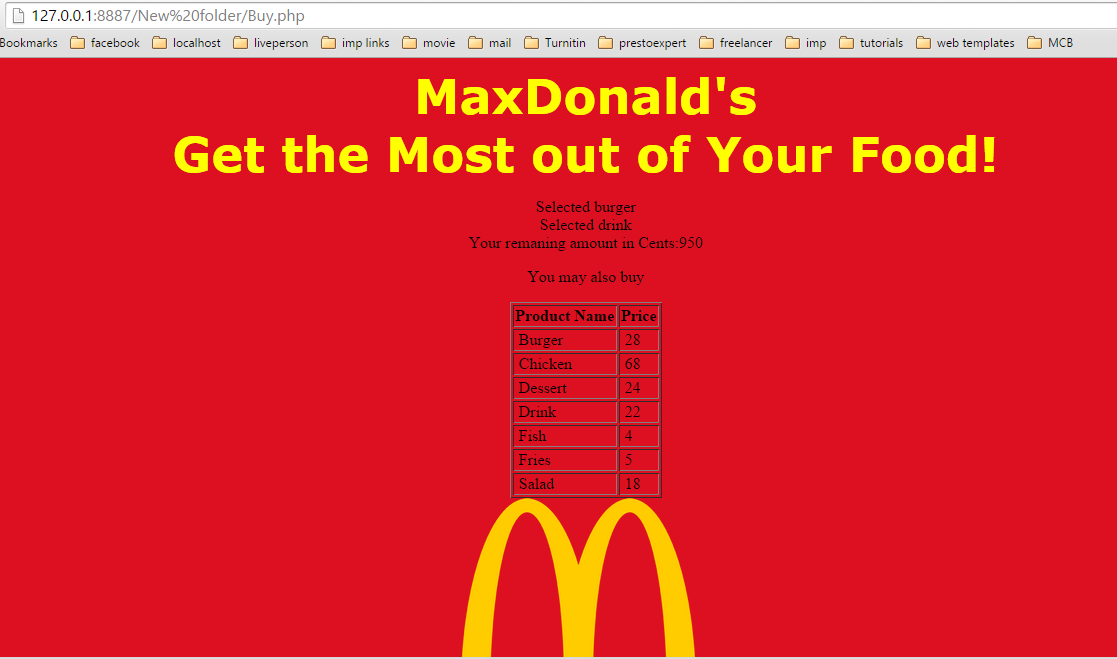 127.0.0.1:8887/New%20folder/Buy.php
Bookmarks facebook localhost liveperson imp links movie mail Turnitin prestoexpert freelancer imp tutorials web templates MCB
MaxDonald's
Get the Most out of Your Food!
Selected burger
Selected drink
Your remaning amount in Cents:950
You may also buy
Product Name Price
Burger 28
Chicken 68
Dessert 24
Drink 22
Fish 4
Fries 5
Salad 18